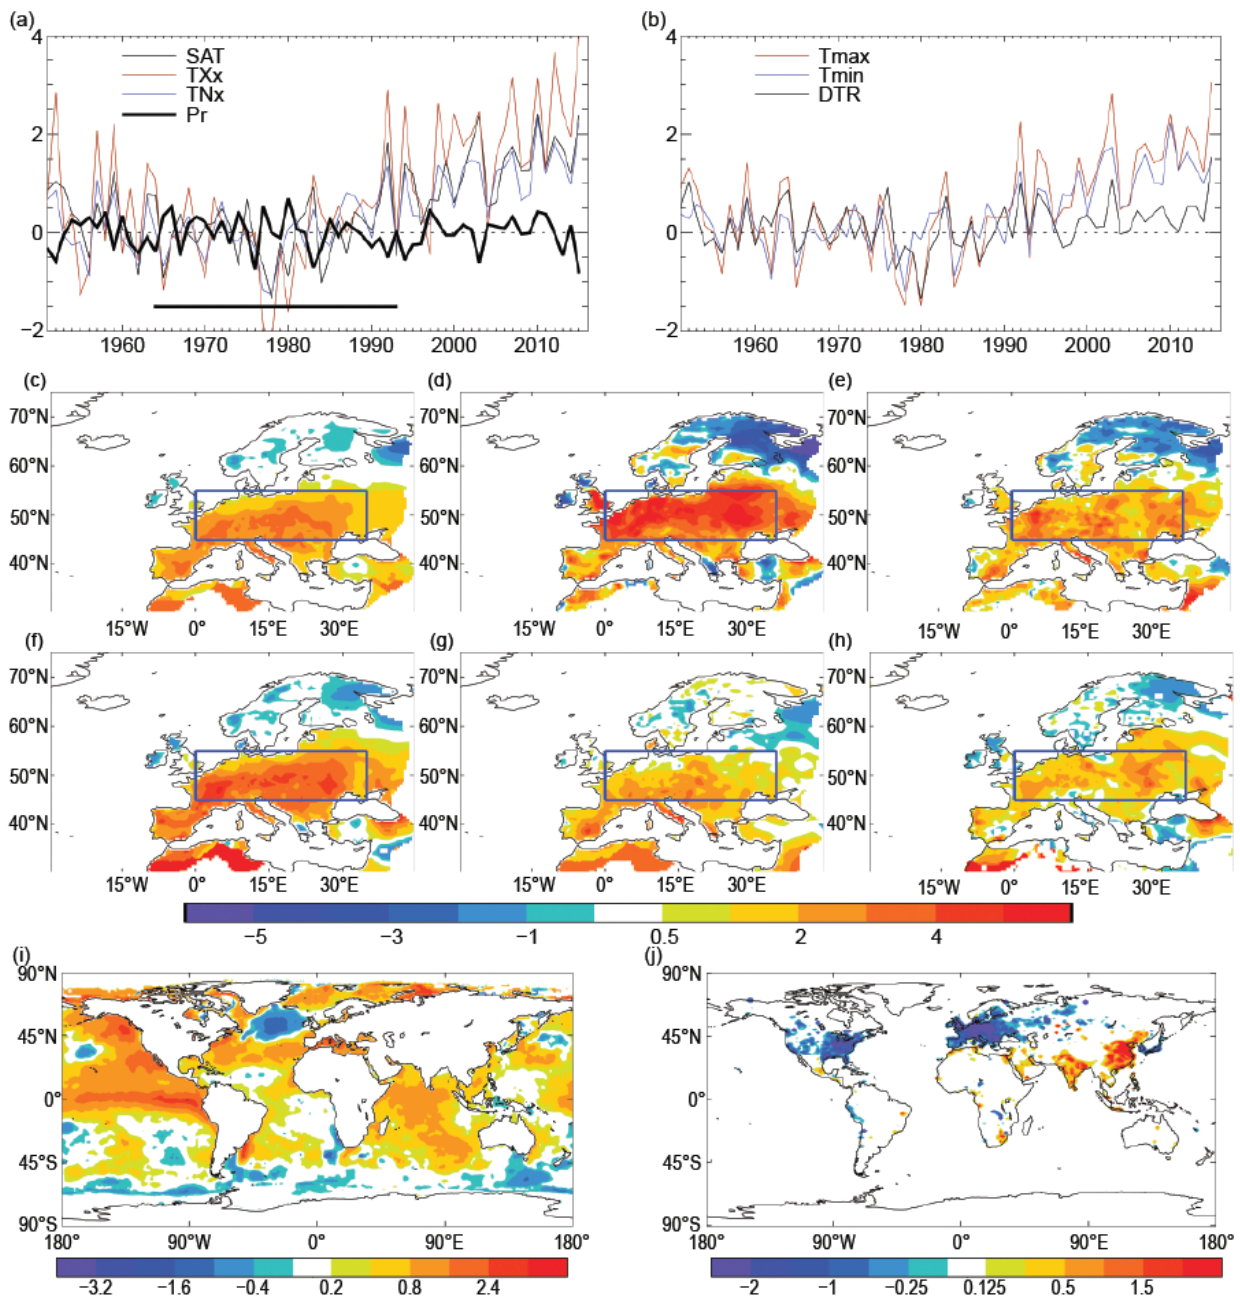 (a)
(b)
4
2
0
−2
SAT
TXx
TNx
Pr
1960
1970
1980
1990
2000
2010
4
2
0
−2
Tmax
Tmin
DTR
1960
1970
1980
1990
2000
2010
(c)
(d)
(e)
70°N
60°N
50°N
40°N
15°W
0°
15°E
30°E
70°N
60°N
50°N
40°N
15°W
0°
15°E
30°E
70°N
60°N
50°N
40°N
15°W
0°
15°E
30°E
(f)
(g)
(h)
70°N
60°N
50°N
40°N
15°W
0°
15°E
30°E
70°N
60°N
50°N
40°N
15°W
0°
15°E
30°E
70°N
60°N
50°N
40°N
15°W
0°
15°E
30°E
−5
−3
−1
0.5
2
4
(i)
(j)
90°N
45°N
0°
45°S
90°S
180°
90°W
0°
90°E
180°
90°N
45°N
0°
45°S
90°S
180°
90°W
0°
90°E
180°
−3.2
−1.6
−0.4
0.2
0.8
2.4
−2
−1
−0.25
0.125
0.5
1.5